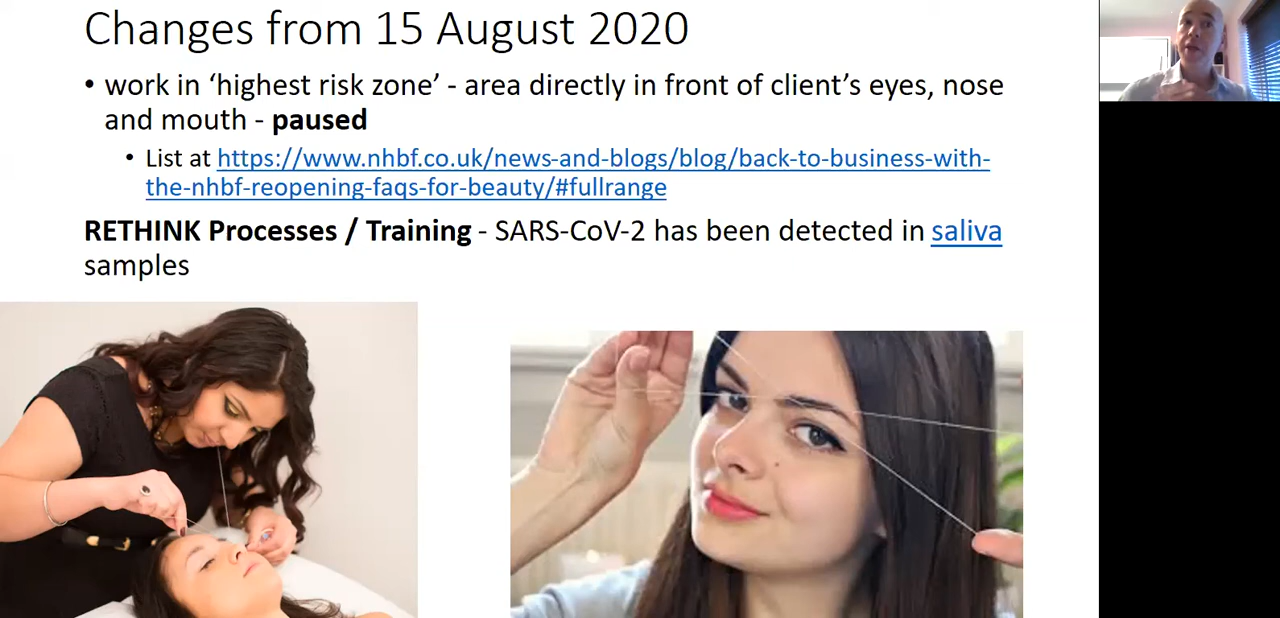 Changes from 15 August 2020
• work in ‘highest risk zone’ - area directly in front of client’s eyes, nose
and mouth - paused
• List at https://www.nhbf.co.uk/news-and-blogs/blog/back-to-business-with-
the-nhbf-reopening-faqs-for-beauty/#fullrange
RETHINK Processes / Training - SARS-CoV-2 has been detected in saliva
samples